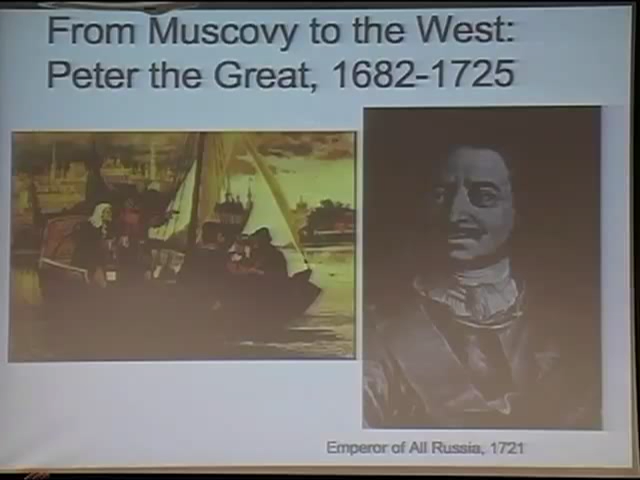 From Muscovy to the West:
Peter the Great, 1682-1725
Emperor of All Russia, 1721